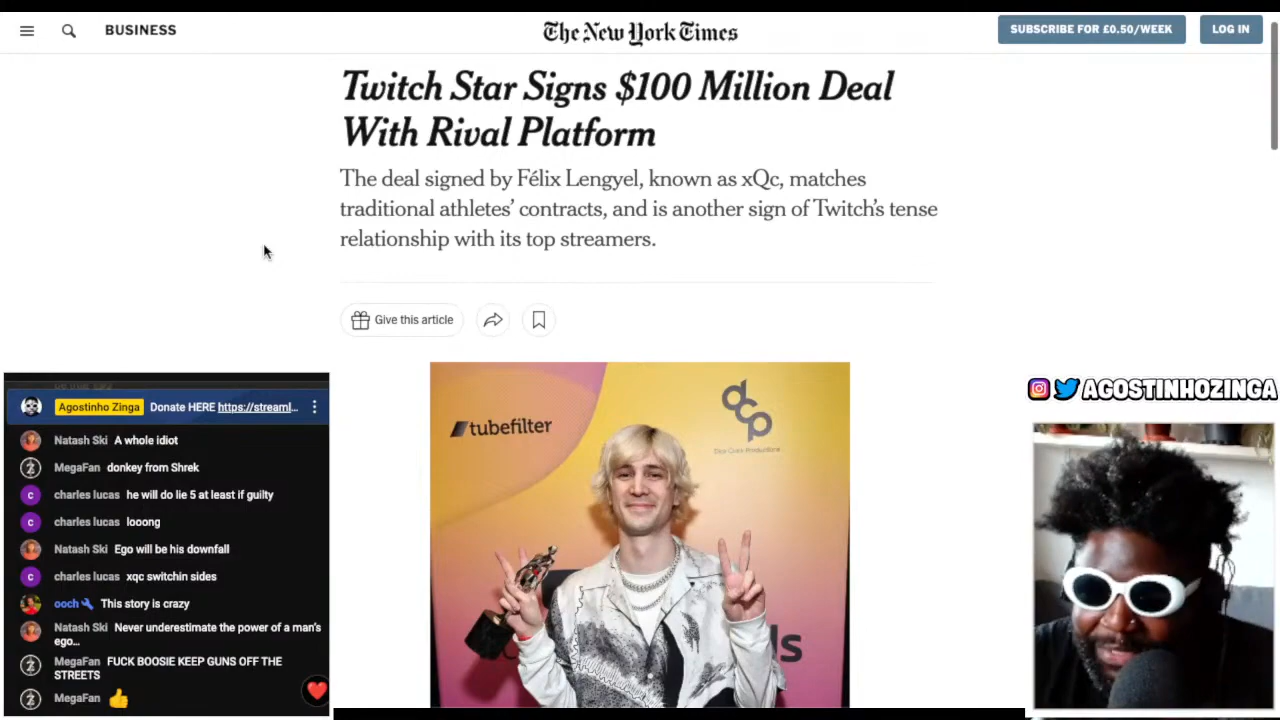 BUSINESS
The New York Times
SUBSCRIBE FOR £0.50/WEEK
LOG IN
Twitch Star Signs $100 Million Deal
With Rival Platform
The deal signed by Félix Lengyel, known as xQc, matches
traditional athletes' contracts, and is another sign of Twitch's tense
relationship with its top streamers.
Give this article
tubefilter
dcp
Dick Clark Productions
ds
Agostinho Zinga Donate HERE https://streaml...
Natash Ski A whole idiot
MegaFan donkey from Shrek
charles lucas he will do lie 5 at least if guilty
charles lucas looong
Natash Ski Ego will be his downfall
charles lucas xqc switchin sides
ooch This story is crazy
Natash Ski Never underestimate the power of a man's
ego...
MegaFan FUCK BOOSIE KEEP GUNS OFF THE
STREETS
MegaFan 👍
AGOSTINHOZINGA